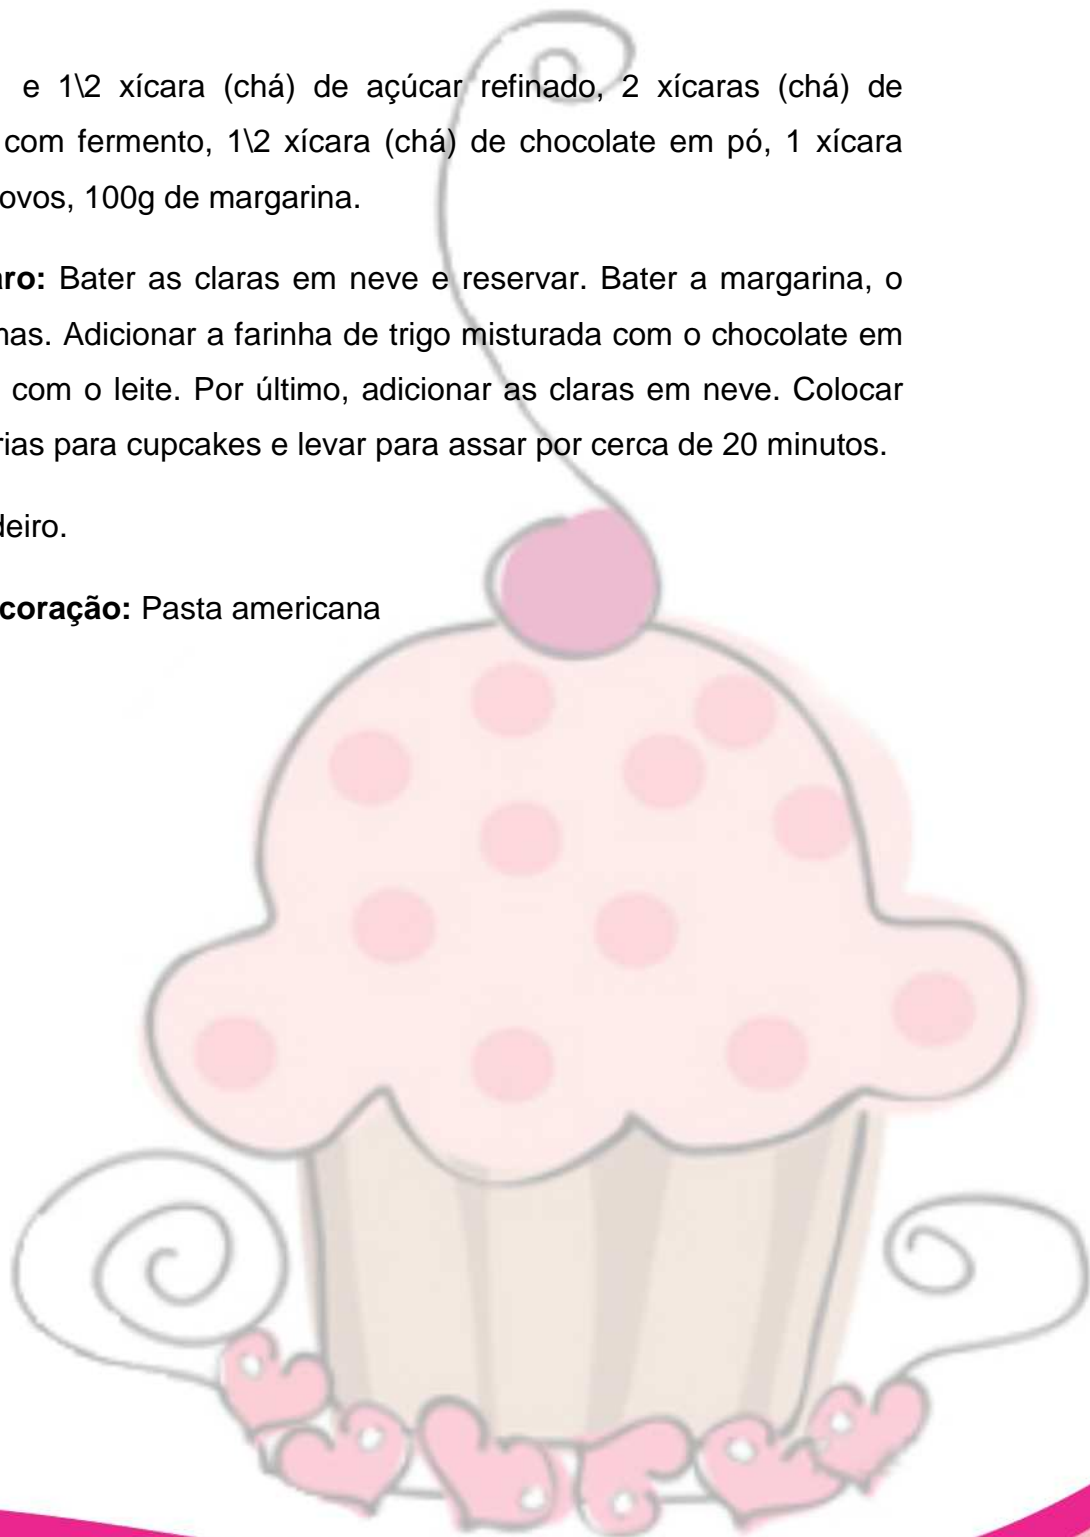 e 1\2 xícara (chá) de açúcar refinado, 2 xícaras (chá) de
com fermento, 1\2 xícara (chá) de chocolate em pó, 1 xícara
ovos, 100g de margarina.
aro: Bater as claras em neve e reservar. Bater a margarina, o
nas. Adicionar a farinha de trigo misturada com o chocolate em
com o leite. Por último, adicionar as claras em neve. Colocar
rias para cupcakes e levar para assar por cerca de 20 minutos.
deiro.
coração: Pasta americana